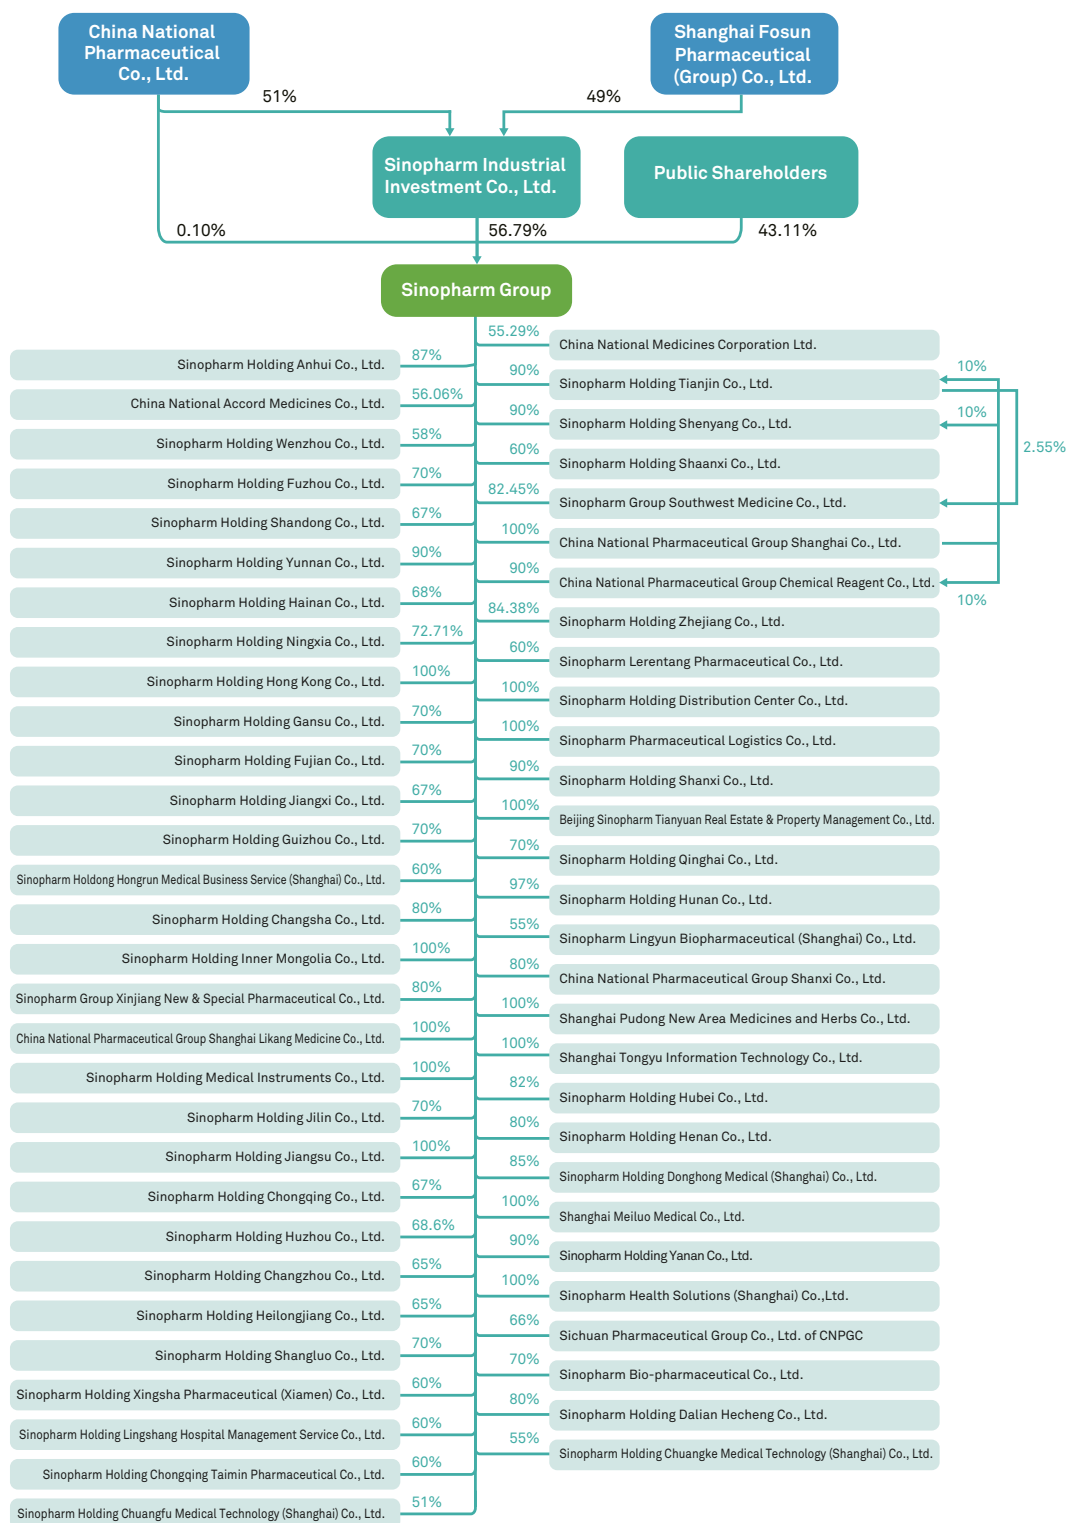 China National
Pharmaceutical
Co., Ltd.
Shanghai Fosun
Pharmaceutical
(Group) Co., Ltd.
51%
49%
Sinopharm Industrial
Investment Co., Ltd.
Public Shareholders
0.10%
56.79%
43.11%
Sinopharm Group
Sinopharm Holding Anhui Co., Ltd.
87%
China National Accord Medicines Co., Ltd.
56.06%
Sinopharm Holding Wenzhou Co., Ltd.
58%
Sinopharm Holding Fuzhou Co., Ltd.
70%
Sinopharm Holding Shandong Co., Ltd.
67%
Sinopharm Holding Yunnan Co., Ltd.
90%
Sinopharm Holding Hainan Co., Ltd.
68%
Sinopharm Holding Ningxia Co., Ltd.
72.71%
Sinopharm Holding Hong Kong Co., Ltd.
100%
Sinopharm Holding Gansu Co., Ltd.
70%
Sinopharm Holding Fujian Co., Ltd.
70%
Sinopharm Holding Jiangxi Co., Ltd.
67%
Sinopharm Holding Guizhou Co., Ltd.
70%
Sinopharm Holdong Hongrun Medical Business Service (Shanghai) Co., Ltd.
60%
Sinopharm Holding Changsha Co., Ltd.
80%
Sinopharm Holding Inner Mongolia Co., Ltd.
100%
Sinopharm Group Xinjiang New & Special Pharmaceutical Co., Ltd.
80%
China National Pharmaceutical Group Shanghai Likang Medicine Co., Ltd.
100%
Sinopharm Holding Medical Instruments Co., Ltd.
100%
Sinopharm Holding Jilin Co., Ltd.
70%
Sinopharm Holding Jiangsu Co., Ltd.
100%
Sinopharm Holding Chongqing Co., Ltd.
67%
Sinopharm Holding Huzhou Co., Ltd.
68.6%
Sinopharm Holding Changzhou Co., Ltd.
65%
Sinopharm Holding Heilongjiang Co., Ltd.
65%
Sinopharm Holding Shangluo Co., Ltd.
70%
Sinopharm Holding Xingsha Pharmaceutical (Xiamen) Co., Ltd.
60%
Sinopharm Holding Lingshang Hospital Management Service Co., Ltd.
60%
Sinopharm Holding Chongqing Taimin Pharmaceutical Co., Ltd.
60%
Sinopharm Holding Chuangfu Medical Technology (Shanghai) Co., Ltd.
51%
55.29%
China National Medicines Corporation Ltd.
90%
Sinopharm Holding Tianjin Co., Ltd.
90%
Sinopharm Holding Shenyang Co., Ltd.
60%
Sinopharm Holding Shaanxi Co., Ltd.
82.45%
Sinopharm Group Southwest Medicine Co., Ltd.
100%
China National Pharmaceutical Group Shanghai Co., Ltd.
90%
China National Pharmaceutical Group Chemical Reagent Co., Ltd.
84.38%
Sinopharm Holding Zhejiang Co., Ltd.
60%
Sinopharm Lerentang Pharmaceutical Co., Ltd.
100%
Sinopharm Holding Distribution Center Co., Ltd.
100%
Sinopharm Pharmaceutical Logistics Co., Ltd.
90%
Sinopharm Holding Shanxi Co., Ltd.
100%
Beijing Sinopharm Tianyuan Real Estate & Property Management Co., Ltd.
70%
Sinopharm Holding Qinghai Co., Ltd.
97%
Sinopharm Holding Hunan Co., Ltd.
55%
Sinopharm Lingyun Biopharmaceutical (Shanghai) Co., Ltd.
80%
China National Pharmaceutical Group Shanxi Co., Ltd.
100%
Shanghai Pudong New Area Medicines and Herbs Co., Ltd.
100%
Shanghai Tongyu Information Technology Co., Ltd.
82%
Sinopharm Holding Hubei Co., Ltd.
80%
Sinopharm Holding Henan Co., Ltd.
85%
Sinopharm Holding Donghong Medical (Shanghai) Co., Ltd.
100%
Shanghai Meiluo Medical Co., Ltd.
90%
Sinopharm Holding Yanan Co., Ltd.
100%
Sinopharm Health Solutions (Shanghai) Co.,Ltd.
66%
Sichuan Pharmaceutical Group Co., Ltd. of CNPGC
70%
Sinopharm Bio-pharmaceutical Co., Ltd.
80%
Sinopharm Holding Dalian Hecheng Co., Ltd.
55%
Sinopharm Holding Chuangke Medical Technology (Shanghai) Co., Ltd.
10%
10%
2.55%
10%